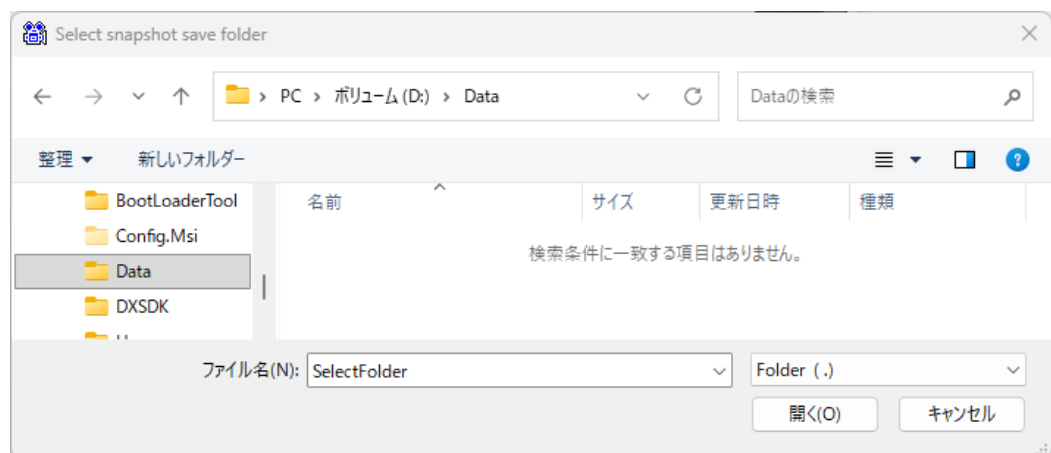 Select snapshot save folder
PC > ボリューム (D:) > Data
Dataの検索
整理 新しいフォルダー
名前 サイズ 更新日時 種類
BootLoaderTool
Config.Msi
検索条件に一致する項目はありません。
Data
DXSDK
ファイル名(N): SelectFolder Folder (.)
開く(O) キャンセル